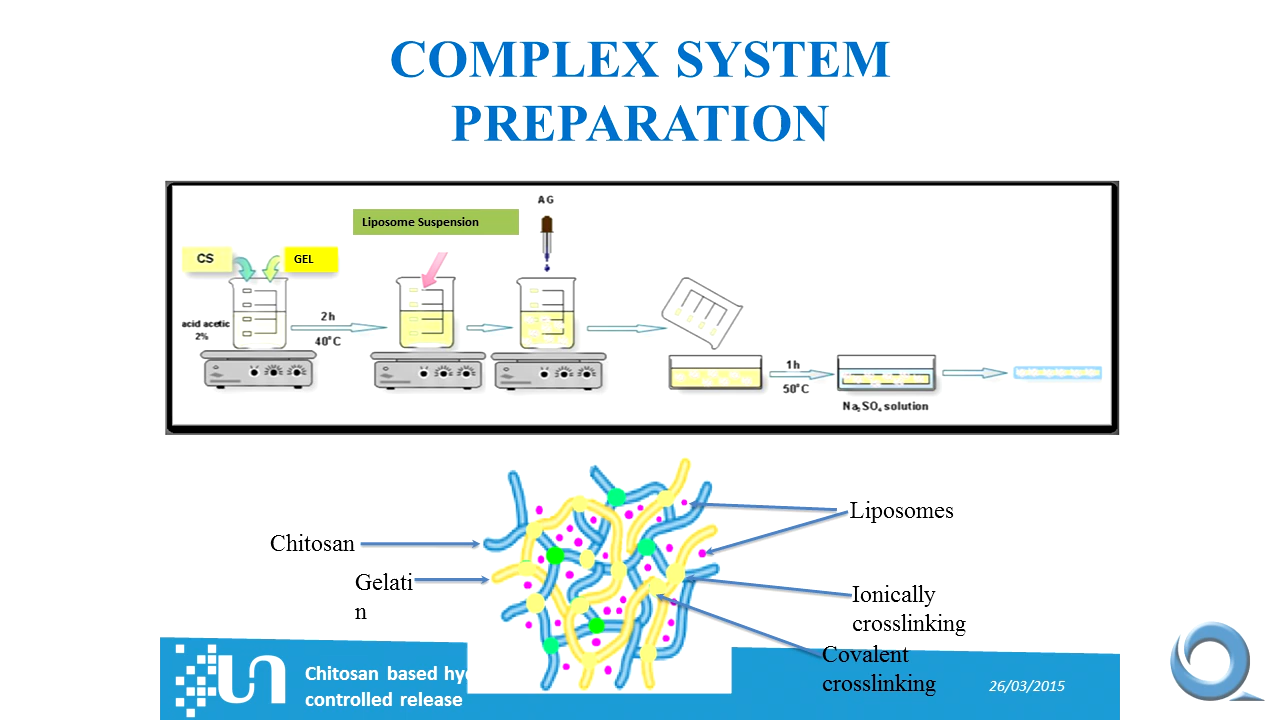 COMPLEX SYSTEM
PREPARATION
AG
Liposome Suspension
CS
GEL
acid acetic
2%
2h
40°C
1h
50°C
Na₂SO₄ solution
Liposomes
Chitosan
Gelati
n
Ionically
crosslinking
Covalent
crosslinking
Chitosan based
controlled release
26/03/2015